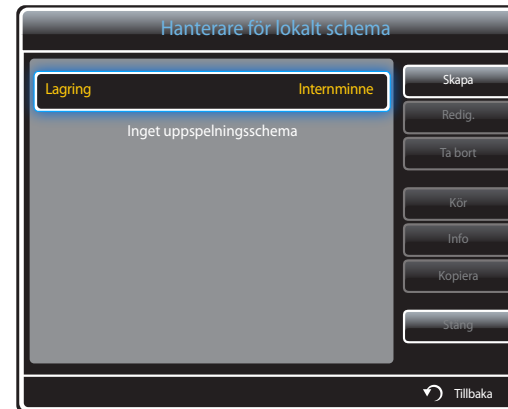 Hanterare för lokalt schema
Lagring Internminne
Inget uppspelningsschema
Skapa
Redig.
Ta bort
Kör
Info
Kopiera
Stäng
Tillbaka